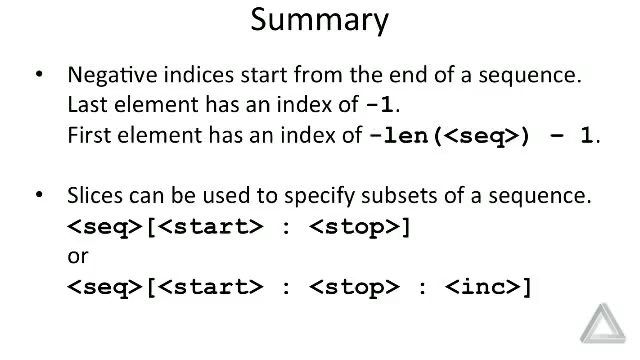 Summary
• Negative indices start from the end of a sequence.
Last element has an index of -1.
First element has an index of -len(<seq>) – 1.
• Slices can be used to specify subsets of a sequence.
<seq>[<start> : <stop>]
or
<seq>[<start> : <stop> : <inc>]